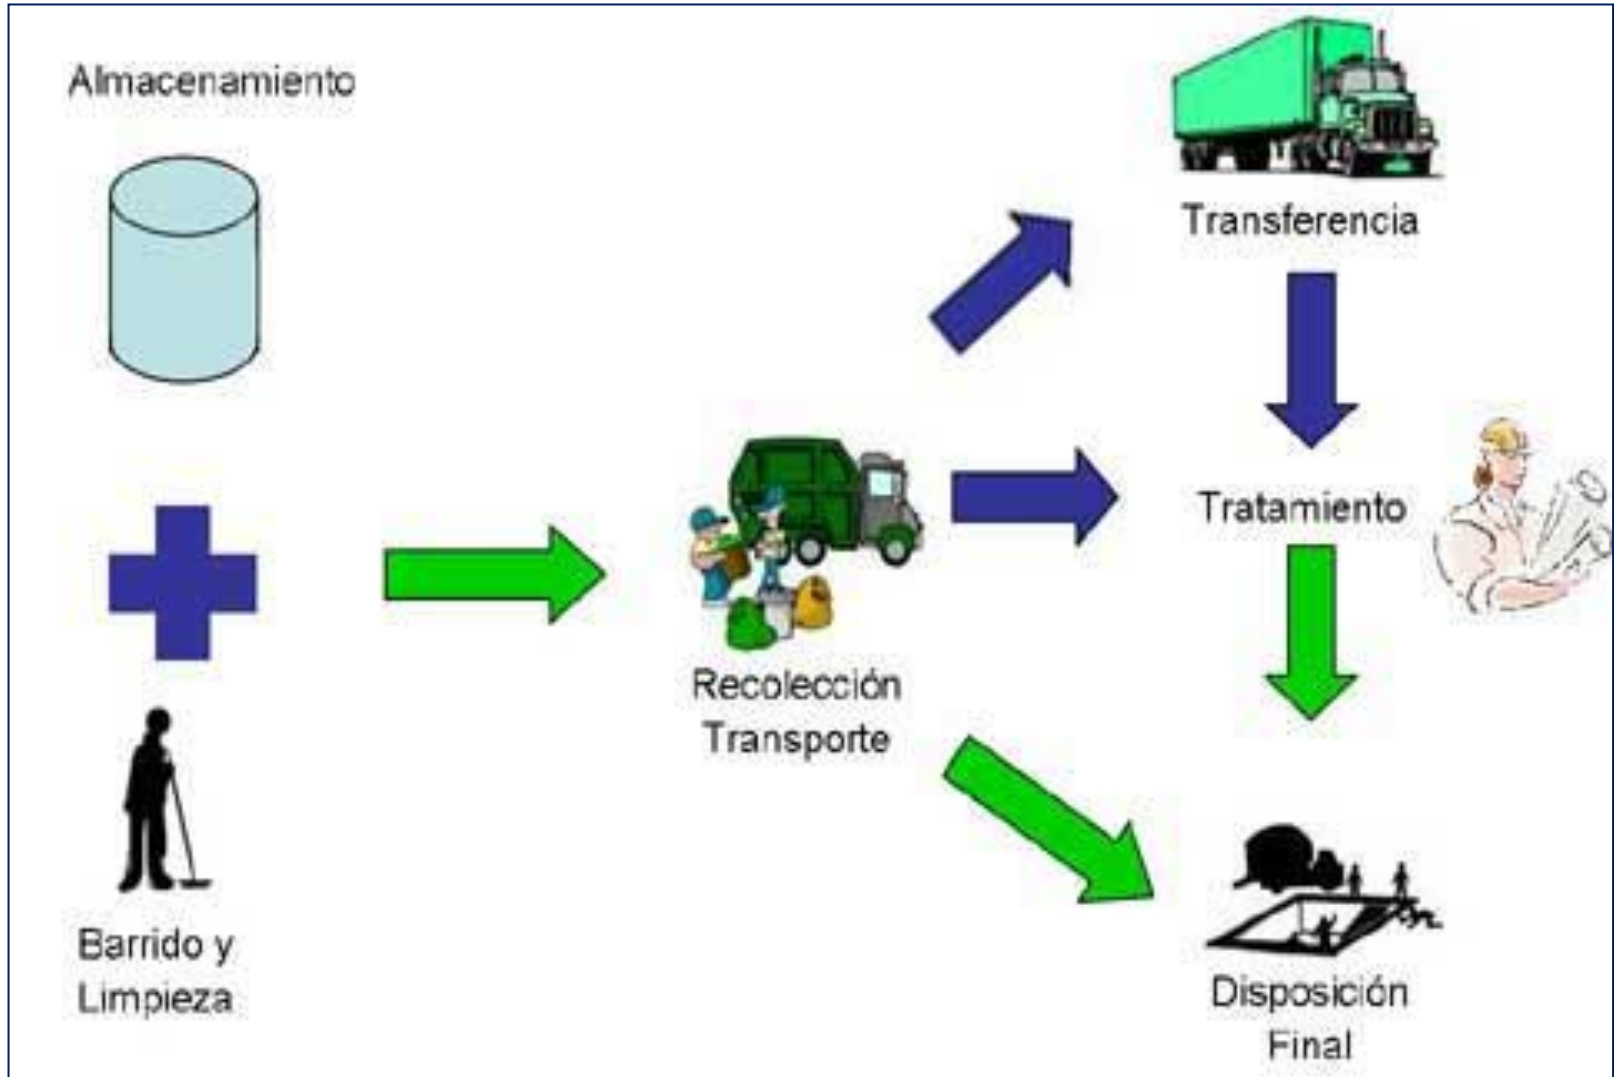 Almacenamiento
Barrido y
Limpieza
Recolección
Transporte
Transferencia
Tratamiento
Disposición
Final